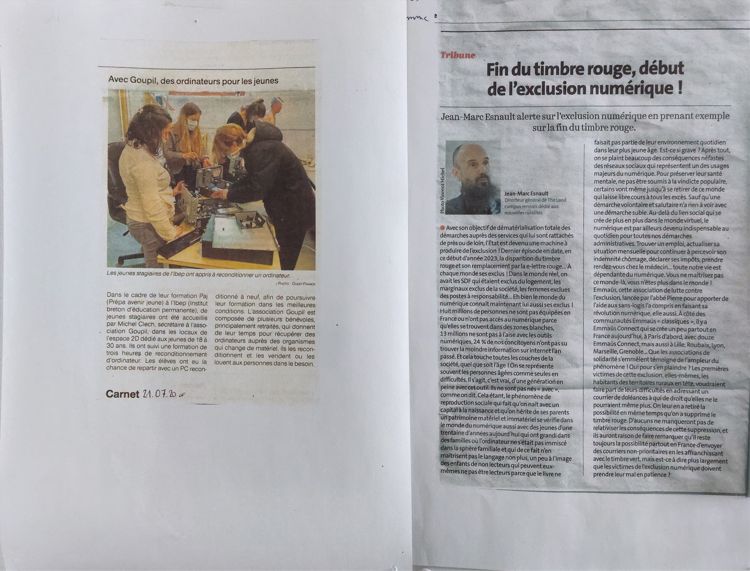 Avec Goupil, des ordinateurs pour les jeunes
Les jeunes stagiaires de l'Ibep ont appris à reconditionner un ordinateur.
Photo : Ouest-France
Dans le cadre de leur formation Paj
(Prépa avenir jeune) à l'Ibep (Institut
breton d'éducation permanente), de
jeunes stagiaires ont été accueillis
par Michel Clech, secrétaire à l'asso-
ciation Goupil, dans les locaux de
l'espace 2D dédié aux jeunes de 18 à
30 ans. Ils ont suivi une formation de
trois heures de reconditionnement
d'ordinateur. Les élèves ont eu la
chance de repartir avec un PC recon-
ditionné à neuf, afin de poursuivre
leur formation dans les meilleures
conditions. L'association Goupil est
composée de plusieurs bénévoles,
principalement retraités, qui donnent
de leur temps pour récupérer des
ordinateurs auprès des organismes
qui change de matériel. Ils les recon-
ditionnent et les vendent ou les
louent aux personnes dans le besoin.
Carnet 21.07.20
Tribune
Fin du timbre rouge, début
de l'exclusion numérique !
Jean-Marc Esnault alerte sur l'exclusion numérique en prenant exemple
sur la fin du timbre rouge.
Jean-Marc Esnault
Directeur général de The Land
campus rennais dédié aux
nouvelles ruralités
Avec son objectif de dématérialisation totale des
démarches auprès des services qui lui sont rattachés
de près ou de loin, l'État est devenu une machine à
produire de l'exclusion ! Dernier épisode en date, en
ce début d'année 2023, la disparition du timbre
rouge et son remplacement par la e-lettre rouge... À
chaque monde ses exclus ! Dans le monde réel, on
avait les SDF qui étaient exclus du logement, les
marginaux exclus de la société, les femmes exclues
des postes à responsabilité... Eh bien le monde du
numérique connaît maintenant lui aussi ses exclus !
Huit millions de personnes ne sont pas équipées en
France ou n'ont pas accès au numérique parce
qu'elles se trouvent dans des zones blanches,
13 millions ne sont pas à l'aise avec les outils
numériques, 24 % de nos concitoyens n'ont pas su
trouver la moindre information sur internet l'an
passé. Et cela touche toutes les couches de la
société, quel que soit l'âge ! On se représente
souvent les personnes âgées comme seules en
difficultés. Il s'agit, c'est vrai, d'une génération en
peine avec cet outil. Ils ne sont pas nés « avec »,
comme on dit. Cela étant, le phénomène de
reproduction sociale qui fait qu'on naît avec un
capital à la naissance et qu'on hérite de ses parents
un patrimoine matériel et immatériel se vérifie dans
le monde du numérique aussi avec des jeunes d'une
trentaine d'années aujourd'hui qui ont grandi dans
des familles où l'ordinateur ne s'était pas immiscé
dans la sphère familiale et qui de ce fait n'en
maîtrisent pas le langage non plus, un peu à l'image
des enfants de non lecteurs qui peuvent eux-
mêmes ne pas être lecteurs parce que le livre ne
faisait pas partie de leur environnement quotidien
dans leur plus jeune âge. Est-ce si grave ? Après tout,
on se plaint beaucoup des conséquences néfastes
des réseaux sociaux qui représentent un des usages
majeurs du numérique. Pour préserver leur santé
mentale, ne pas être soumis à la vindicte populaire,
certains vont même jusqu'à se retirer de ce monde
qui laisse libre cours à tous les excès. Sauf qu'une
démarche volontaire et salutaire n'a rien à voir avec
une démarche subie. Au-delà du lien social qui se
crée de plus en plus dans le monde virtuel, le
numérique est par ailleurs devenu indispensable au
quotidien pour toutes nos démarches
administratives. Trouver un emploi, actualiser sa
situation mensuelle pour continuer à percevoir son
indemnité chômage, déclarer ses impôts, prendre
rendez-vous chez le médecin... toute notre vie est
dépendante du numérique. Vous ne maîtrisez pas
ce monde-là, vous n'êtes plus dans le monde !
Emmaüs, cette association de lutte contre
l'exclusion, lancée par l'abbé Pierre pour apporter de
l'aide aux sans-logis l'a compris en faisant sa
révolution numérique, elle aussi. À côté des
communautés Emmaüs « classiques », il y a
Emmaüs Connect qui se crée un peu partout en
France aujourd'hui, à Paris d'abord, avec douze
Emmaüs Connect, mais aussi à Lille, Roubaix, Lyon,
Marseille, Grenoble... Que les associations de
solidarité s'en mêlent témoigne de l'ampleur du
phénomène ! Qui pour s'en plaindre ? Les premières
victimes de cette exclusion, elles-mêmes, les
habitants des territoires ruraux en tête, voudraient
faire part de leurs difficultés en adressant un
courrier de doléances à qui de droit qu'elles ne le
pourraient même plus. On leur en a retiré la
possibilité en même temps qu'on a supprimé le
timbre rouge. D'aucuns ne manqueront pas de
relativiser les conséquences de cette suppression, et
ils auront raison de faire remarquer qu'il reste
toujours la possibilité partout en France d'envoyer
des courriers non-prioritaires en les affranchissant
avec le timbre vert, mais est-ce à dire plus largement
que les victimes de l'exclusion numérique doivent
prendre leur mal en patience ?